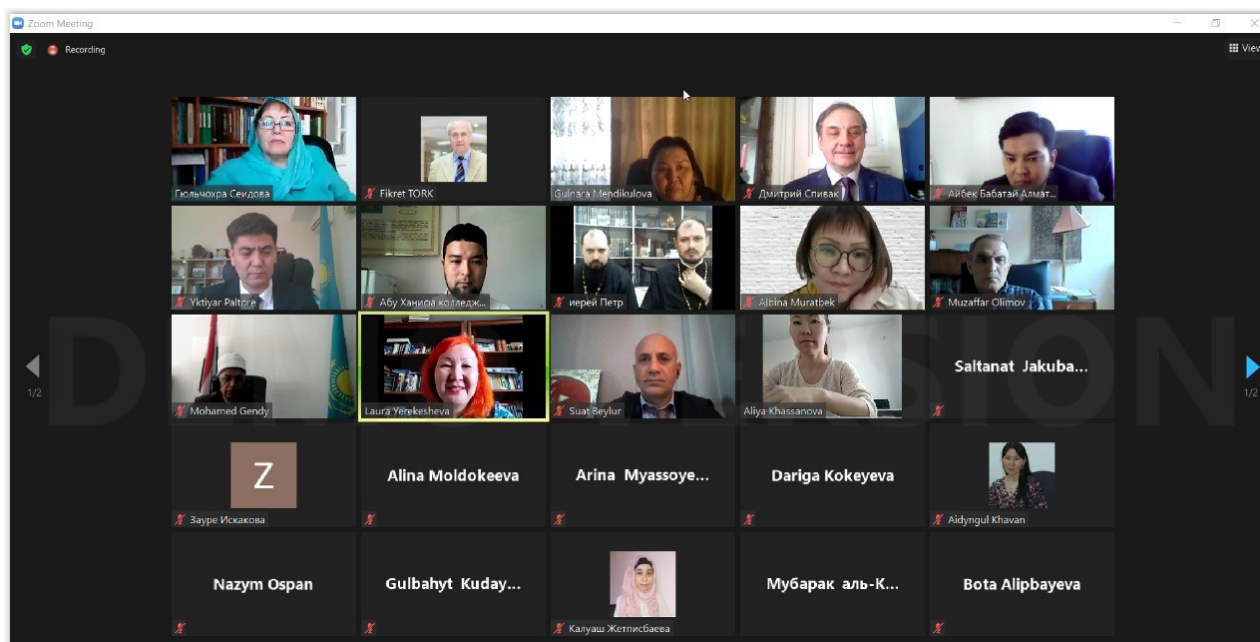 Zoom Meeting
Recording
View
Гюльчохра Сеидова
Fikret TORK
Gulnara Mendikulova
Дмитрий Спивак
Айбек Бабатай Алмат...
Yktiyar Paltore
Абу Ханифа колледж...
иерей Петр
Albina Muratbek
Muzaffar Olimov
Mohamed Gendy
Laura Yerekesheva
Suat Beylur
Aliya Khassanova
Saltanat Jakuba...
1/2
1/2
DEMO VERSION
Z
Зауре Искакова
Alina Moldokeeva
Arina Myassoye...
Dariga Kokeyeva
Aidyngul Khavan
Nazym Ospan
Gulbahyt Kuday...
Калуаш Жетписбаева
Мубарак аль-К...
Bota Alipbayeva